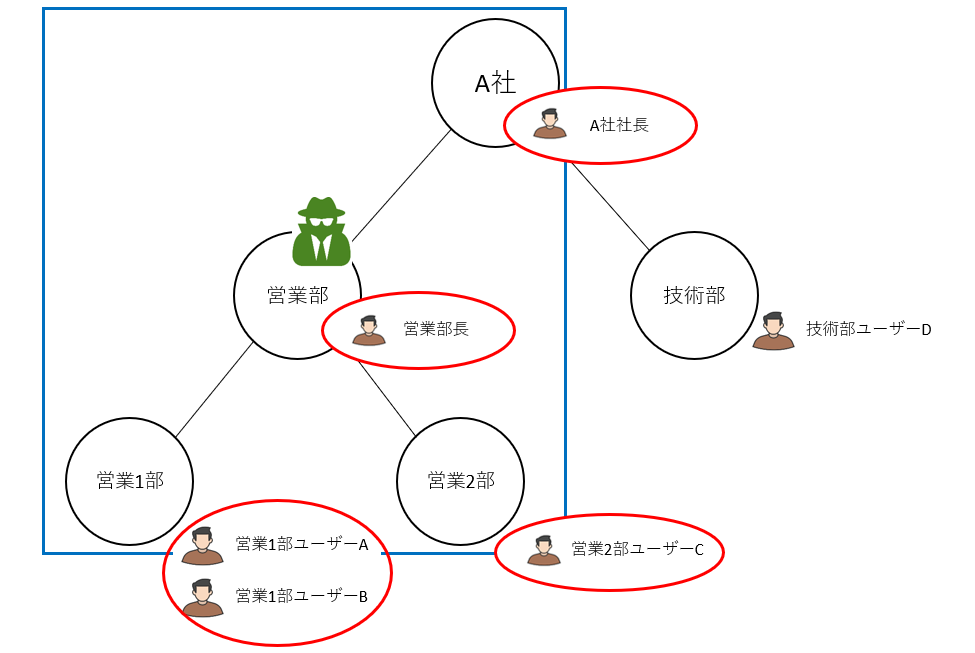 A社
A社社長
営業部
営業部長
技術部
技術部ユーザーD
営業1部
営業2部
営業1部ユーザーA
営業1部ユーザーB
営業2部ユーザーC